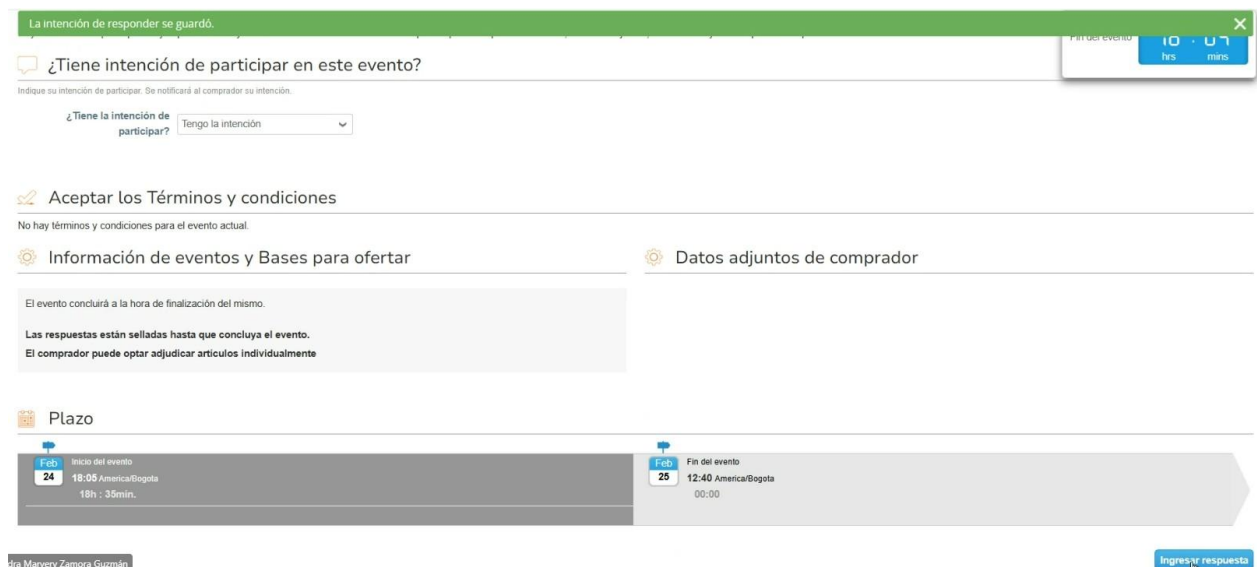 La intención de responder se guardó.
Fin del evento
hrs mins
¿Tiene intención de participar en este evento?
Indique su intención de participar. Se notificará al comprador su intención.
¿Tiene la intención de participar?
Tengo la intención
Aceptar los Términos y condiciones
No hay términos y condiciones para el evento actual.
Información de eventos y Bases para ofertar
El evento concluirá a la hora de finalización del mismo.
Las respuestas están selladas hasta que concluya el evento.
El comprador puede optar adjudicar artículos individualmente
Datos adjuntos de comprador
Plazo
Feb
24
Inicio del evento
18:05 America/Bogota
18h : 35min.
Feb
25
Fin del evento
12:40 America/Bogota
00:00
dra Marvery Zamora Guzmán
Ingresar respuesta